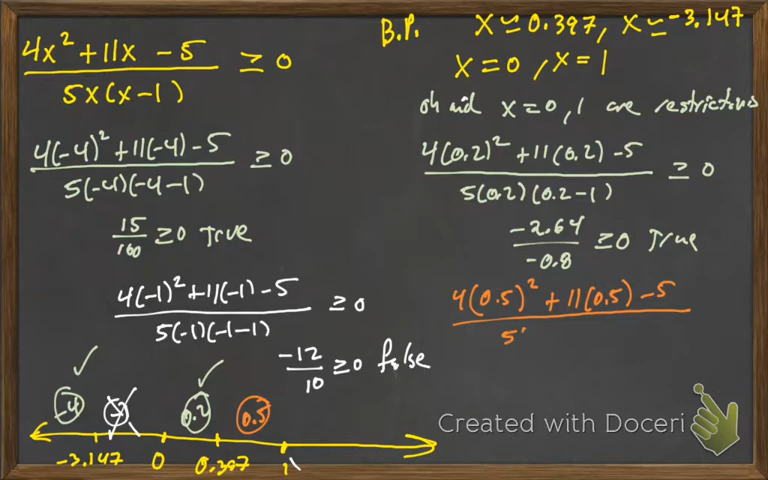 4x² + 11x - 5
5x(x - 1)
≥ 0
B.P. x ≃ 0.397, x ≃ -3.147
x = 0, x = 1
oh and x = 0, 1 are restrictions
4(-4)² + 11(-4) - 5
5(-4)(-4 - 1)
≥ 0
15
100
≥ 0 True
4(-1)² + 11(-1) - 5
5(-1)(-1 - 1)
≥ 0
-12
10
≥ 0 false
4(0.2)² + 11(0.2) - 5
5(0.2)(0.2 - 1)
≥ 0
-2.64
-0.8
≥ 0 True
4(0.5)² + 11(0.5) - 5
5
-4 0.2 0.5
-3.147 0 0.397 1
Created with Doceri